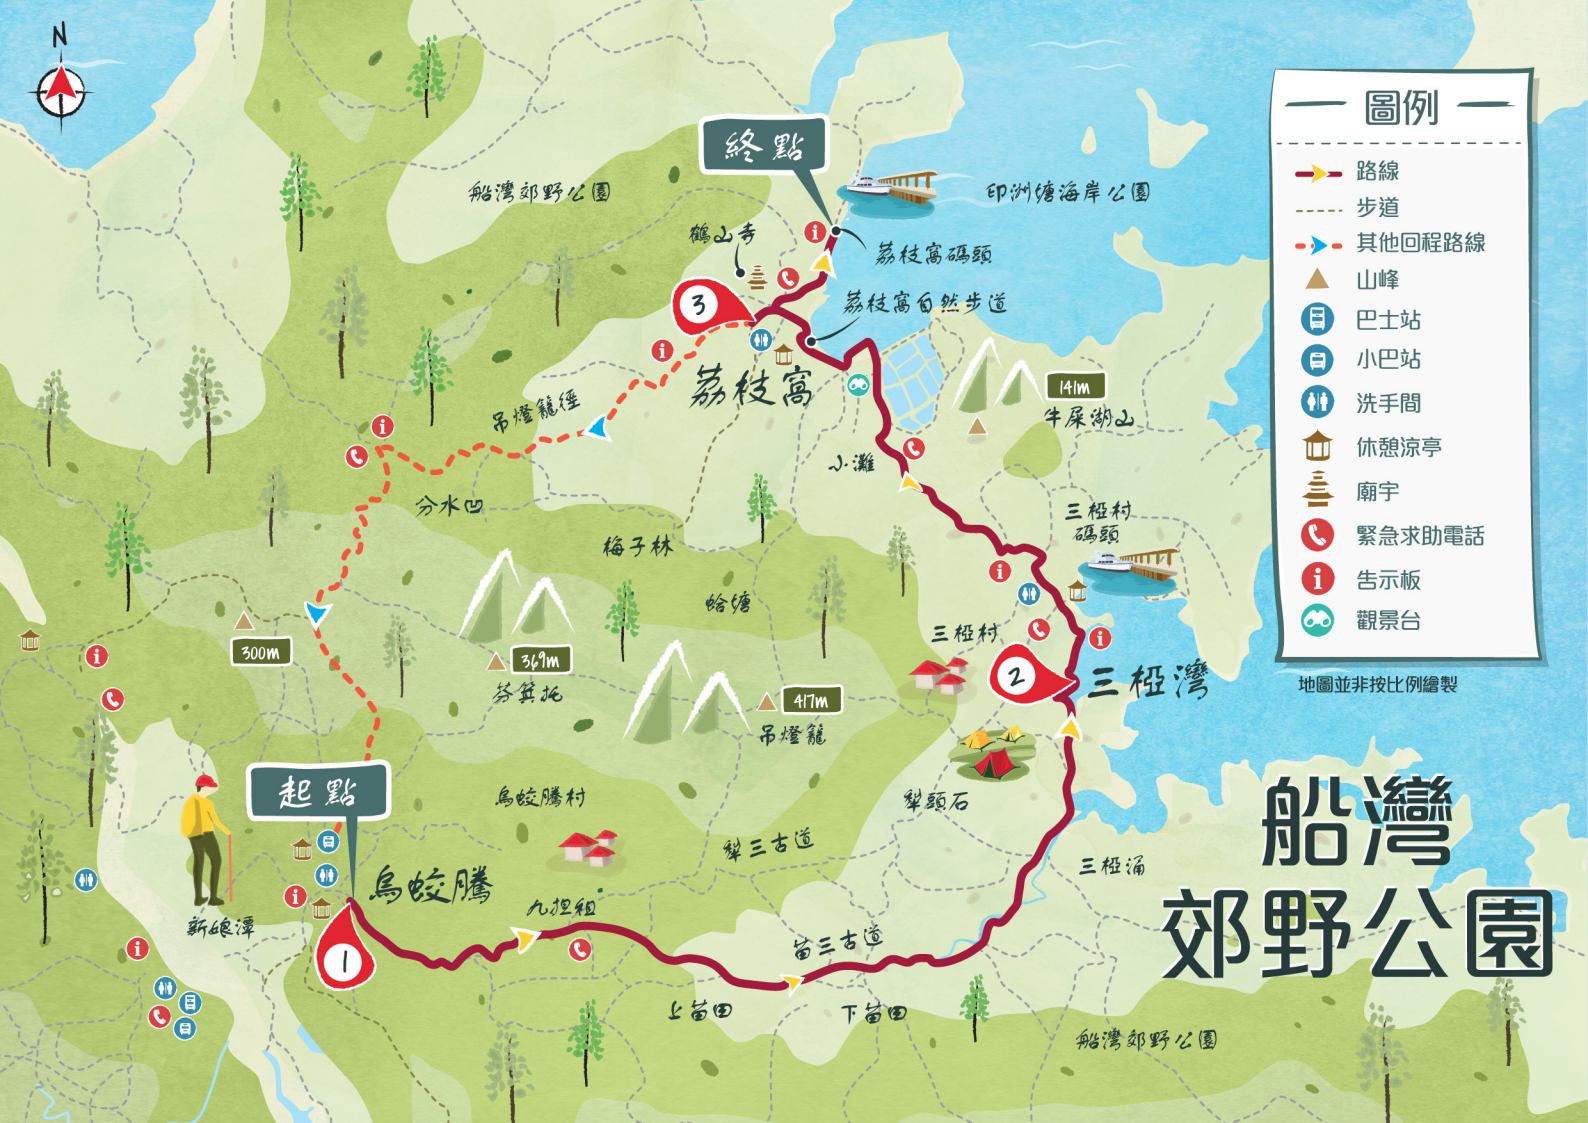 N
終點
船灣郊野公園
印洲塘海岸公園
鶴山寺
荔枝窩碼頭
3
荔枝窩自然步道
荔枝窩
吊燈籠徑
141m
牛屎湖山
小灘
分水凹
三椏村
碼頭
梅子林
蛤塘
三椏村
300m
369m
芬箕托
417m
吊燈籠
2
三椏灣
起點
烏蛟騰村
犁頭石
犁三古道
三椏涌
烏蛟騰
九担租
新娘潭
1
苗三古道
上苗田
下苗田
船灣郊野公園
圖例
路線
步道
其他回程路線
山峰
巴士站
小巴站
洗手間
休憩涼亭
廟宇
緊急求助電話
告示板
觀景台
地圖並非按比例繪製
船灣
郊野公園